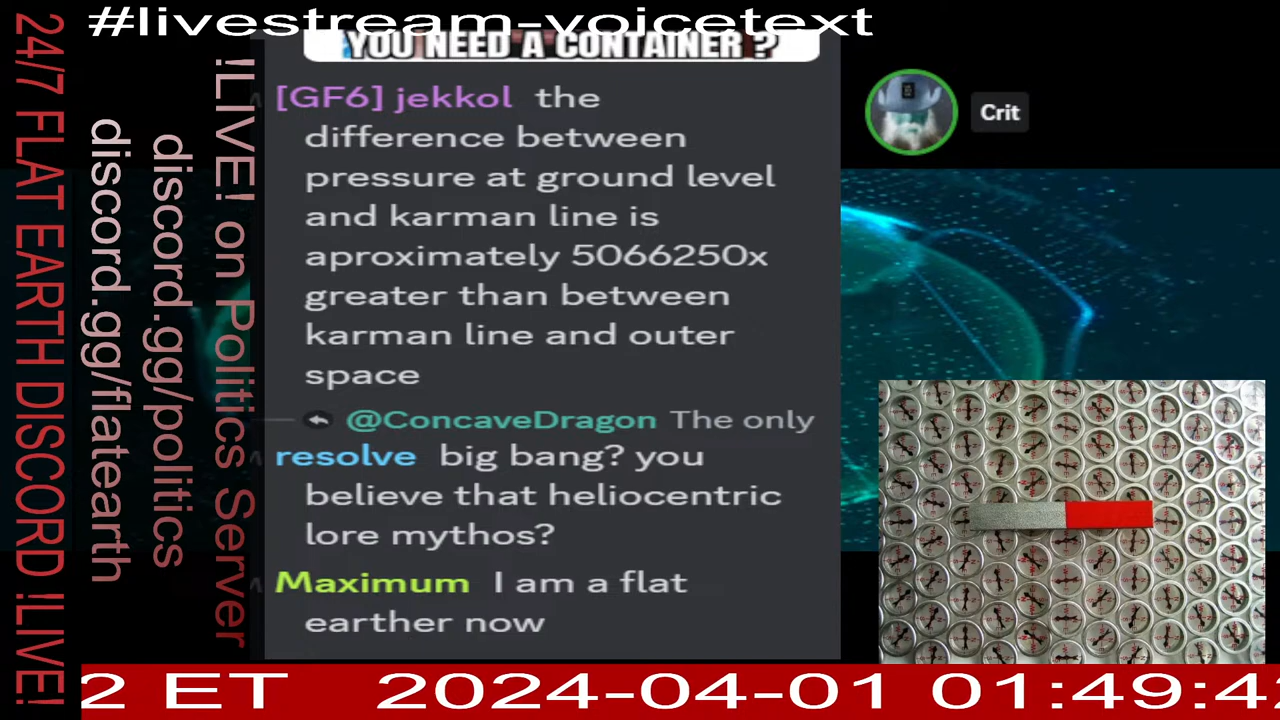 #livestream-voicetext
24/7 FLAT EARTH DISCORD !LIVE!
discord.gg/flatearth
discord.gg/politics
!LIVE! on Politics Server
YOU NEED A CONTAINER ?
[GF6] jekkol the
difference between
pressure at ground level
and karman line is
aproximately 5066250x
greater than between
karman line and outer
space
@ConcaveDragon The only
resolve big bang? you
believe that heliocentric
lore mythos?
Maximum I am a flat
earther now
Crit
2 ET 2024-04-01 01:49:42